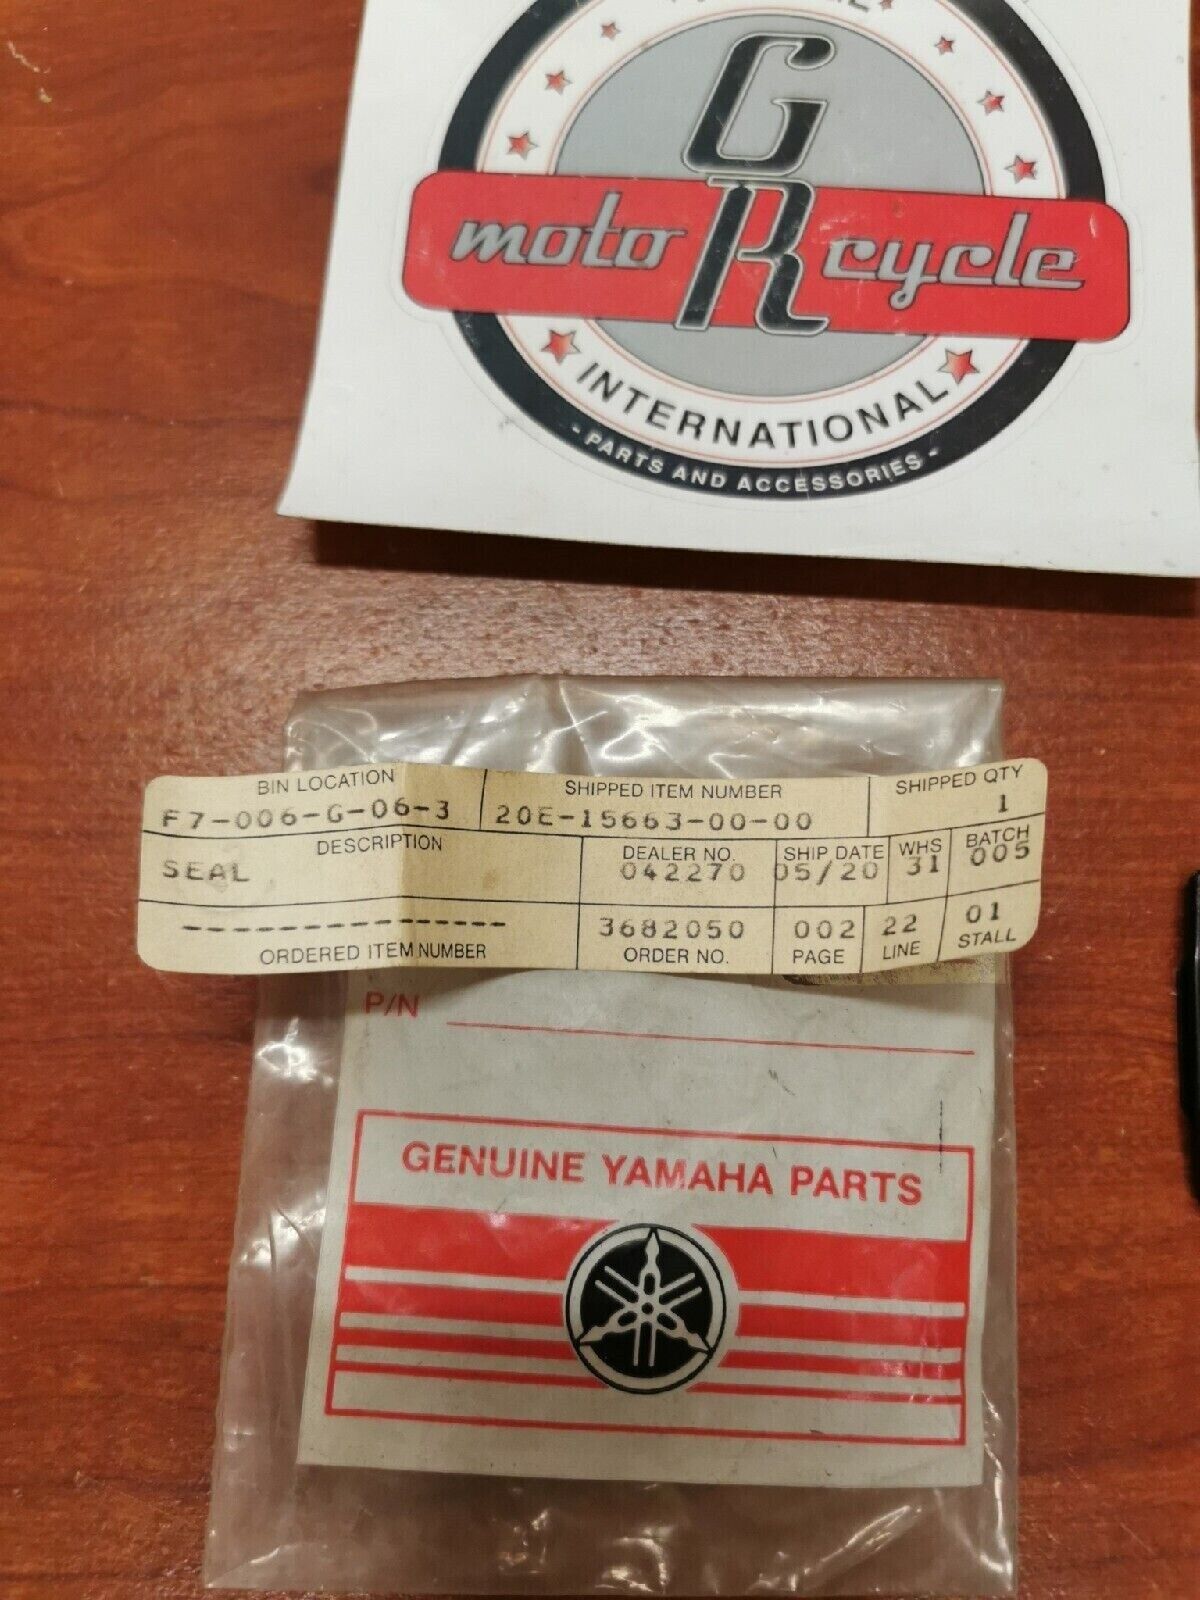 G
moto R cycle
INTERNATIONAL
- PARTS AND ACCESSORIES -
BIN LOCATION SHIPPED ITEM NUMBER SHIPPED QTY
F7-006-G-06-3 20E-15663-00-00 1
DESCRIPTION DEALER NO. SHIP DATE WHS BATCH
SEAL 042270 05/20 31 005
--------------- 3682050 002 22 01
ORDERED ITEM NUMBER ORDER NO. PAGE LINE STALL
P/N
GENUINE YAMAHA PARTS